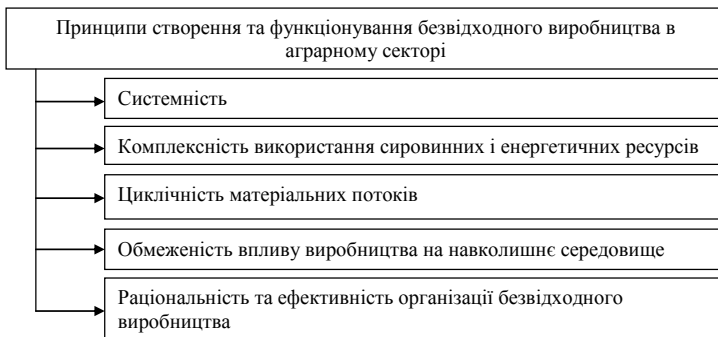 Принципи створення та функціонування безвідходного виробництва в
аграрному секторі
Системність
Комплексність використання сировинних і енергетичних ресурсів
Циклічність матеріальних потоків
Обмеженість впливу виробництва на навколишнє середовище
Раціональність та ефективність організації безвідходного
виробництва